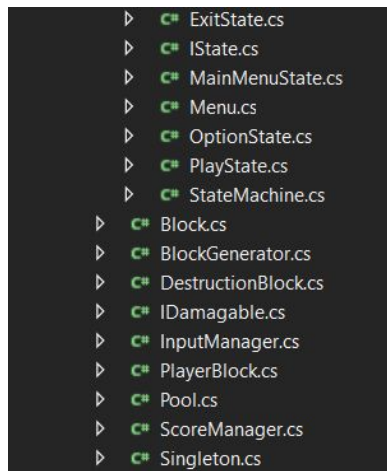 C# ExitState.cs
C# IState.cs
C# MainMenuState.cs
C# Menu.cs
C# OptionState.cs
C# PlayState.cs
C# StateMachine.cs
C# Block.cs
C# BlockGenerator.cs
C# DestructionBlock.cs
C# IDamagable.cs
C# InputManager.cs
C# PlayerBlock.cs
C# Pool.cs
C# ScoreManager.cs
C# Singleton.cs